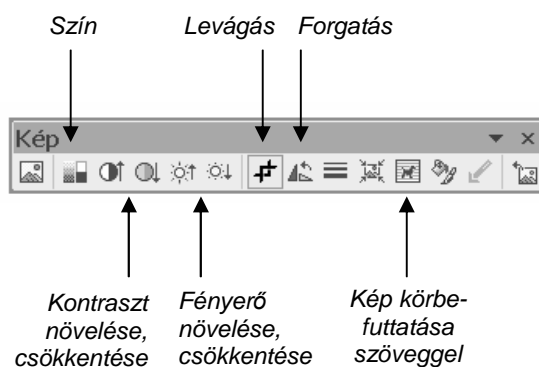 Szín
Levágás
Forgatás
Kép
Kontraszt
növelése,
csökkentése
Fényerő
növelése,
csökkentése
Kép körbe-
futtatása
szöveggel